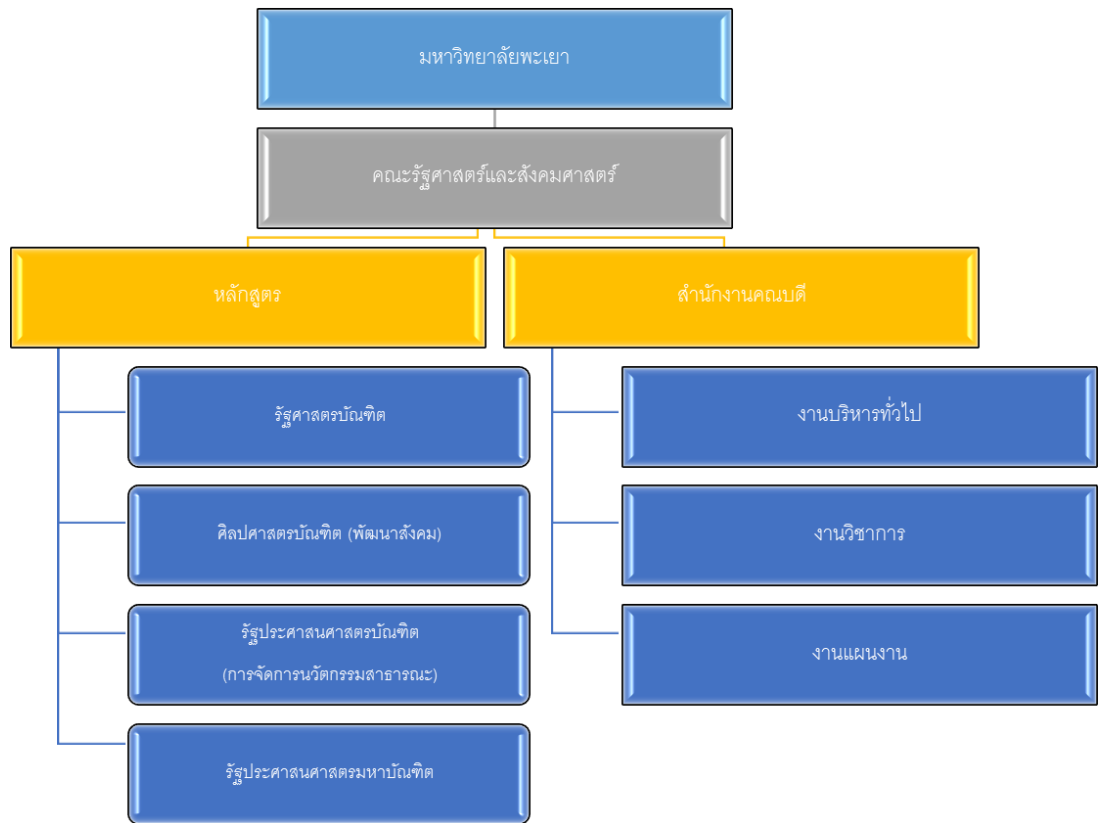 มหาวิทยาลัยพะเยา
คณะรัฐศาสตร์และสังคมศาสตร์
หลักสูตร
รัฐศาสตรบัณฑิต
ศิลปศาสตรบัณฑิต (พัฒนาสังคม)
รัฐประศาสนศาสตรบัณฑิต
(การจัดการนวัตกรรมสาธารณะ)
รัฐประศาสนศาสตรมหาบัณฑิต
สำนักงานคณบดี
งานบริหารทั่วไป
งานวิชาการ
งานแผนงาน